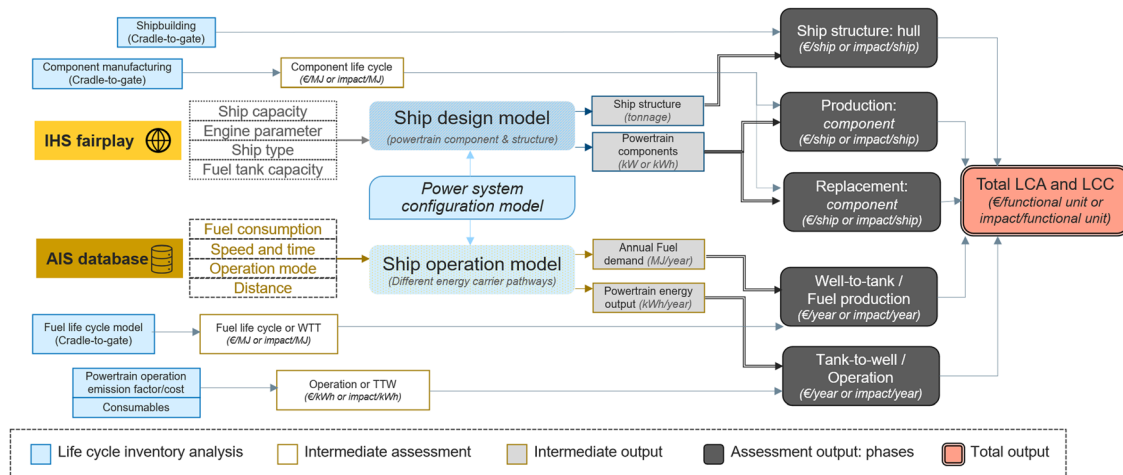 Shipbuilding
(Cradle-to-gate)
Ship structure: hull
(€/ship or impact/ship)
Component manufacturing
(Cradle-to-gate)
Component life cycle
(€/MJ or impact/MJ)
IHS fairplay
Ship capacity
Engine parameter
Ship type
Fuel tank capacity
Ship design model
(powertrain component & structure)
Ship structure
(tonnage)
Powertrain
components
(kW or kWh)
Production:
component
(€/ship or impact/ship)
Power system
configuration model
Replacement:
component
(€/ship or impact/ship)
Total LCA and LCC
(€/functional unit or
impact/functional unit)
AIS database
Fuel consumption
Speed and time
Operation mode
Distance
Ship operation model
(Different energy carrier pathways)
Annual Fuel
demand (MJ/year)
Powertrain energy
output (kWh/year)
Well-to-tank /
Fuel production
(€/year or impact/year)
Fuel life cycle model
(Cradle-to-gate)
Fuel life cycle or WTT
(€/MJ or impact/MJ)
Tank-to-well /
Operation
(€/year or impact/year)
Powertrain operation
emission factor/cost
Consumables
Operation or TTW
(€/kWh or impact/kWh)
Life cycle inventory analysis
Intermediate assessment
Intermediate output
Assessment output: phases
Total output